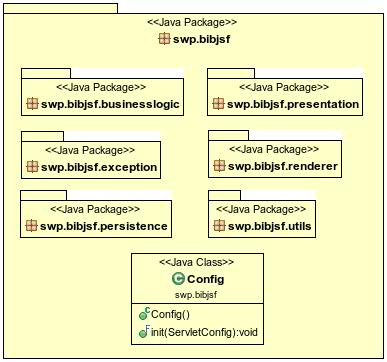 <<Java Package>>
swp.bibjsf
<<Java Package>>
swp.bibjsf.businesslogic
<<Java Package>>
swp.bibjsf.presentation
<<Java Package>>
swp.bibjsf.exception
<<Java Package>>
swp.bibjsf.renderer
<<Java Package>>
swp.bibjsf.persistence
<<Java Package>>
swp.bibjsf.utils
<<Java Class>>
C Config
swp.bibjsf
C Config()
F init(ServletConfig):void